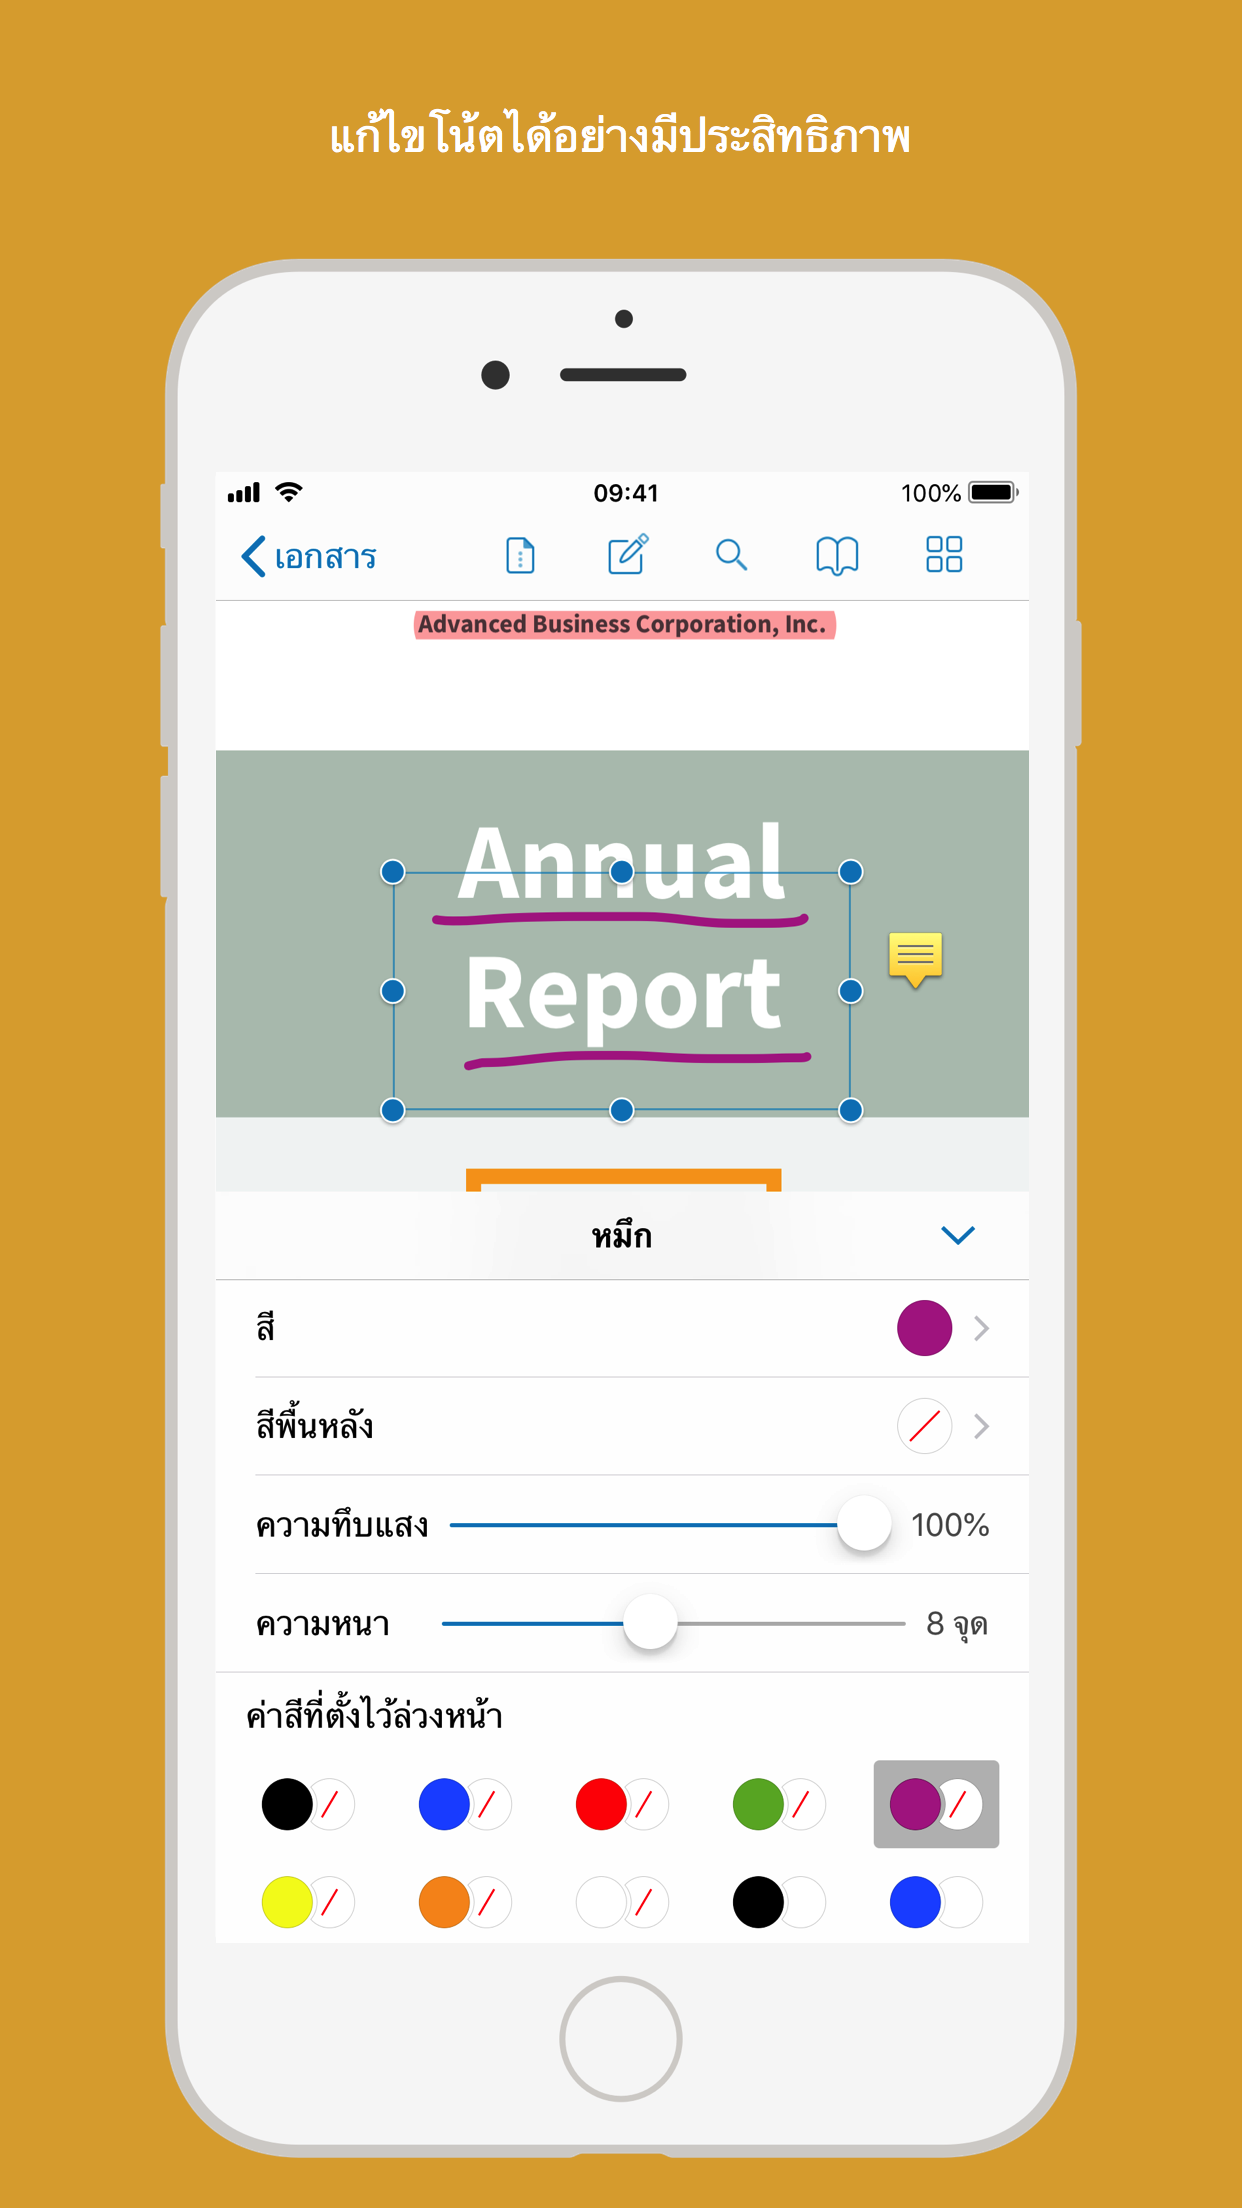 แก้ไขโน้ตได้อย่างมีประสิทธิภาพ
09:41
100%
เอกสาร
Advanced Business Corporation, Inc.
Annual
Report
หมึก
สี
สีพื้นหลัง
ความทึบแสง 100%
ความหนา 8 จุด
ค่าสีที่ตั้งไว้ล่วงหน้า